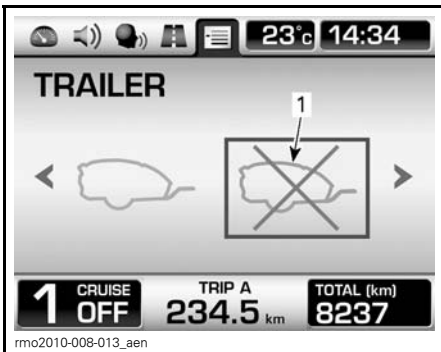 23°c 14:34
TRAILER
1
1 CRUISE OFF TRIP A 234.5 km TOTAL (km) 8237
rmo2010-008-013_aen